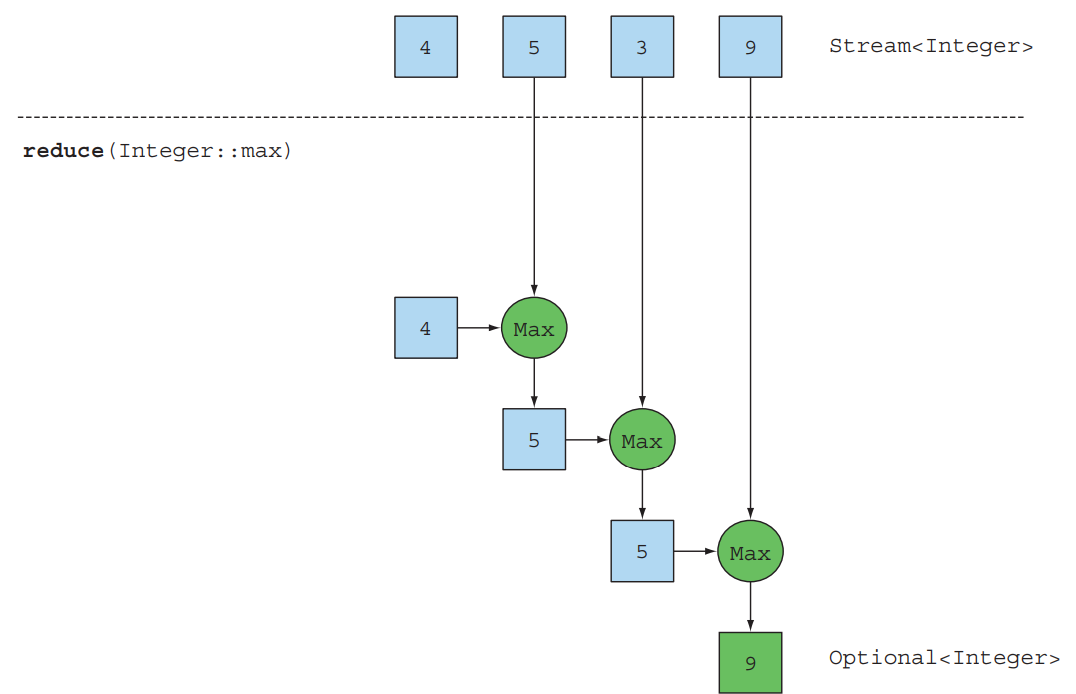 4 5 3 9 Stream<Integer>
reduce(Integer::max)
4 Max
5 Max
5 Max
9 Optional<Integer>